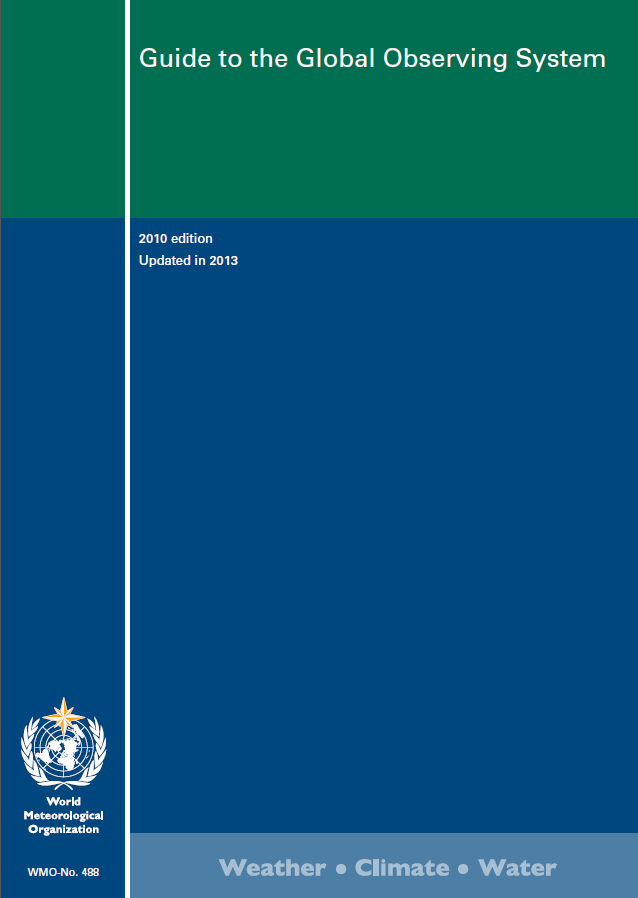 Guide to the Global Observing System
2010 edition
Updated in 2013
World
Meteorological
Organization
WMO-No. 488
Weather • Climate • Water